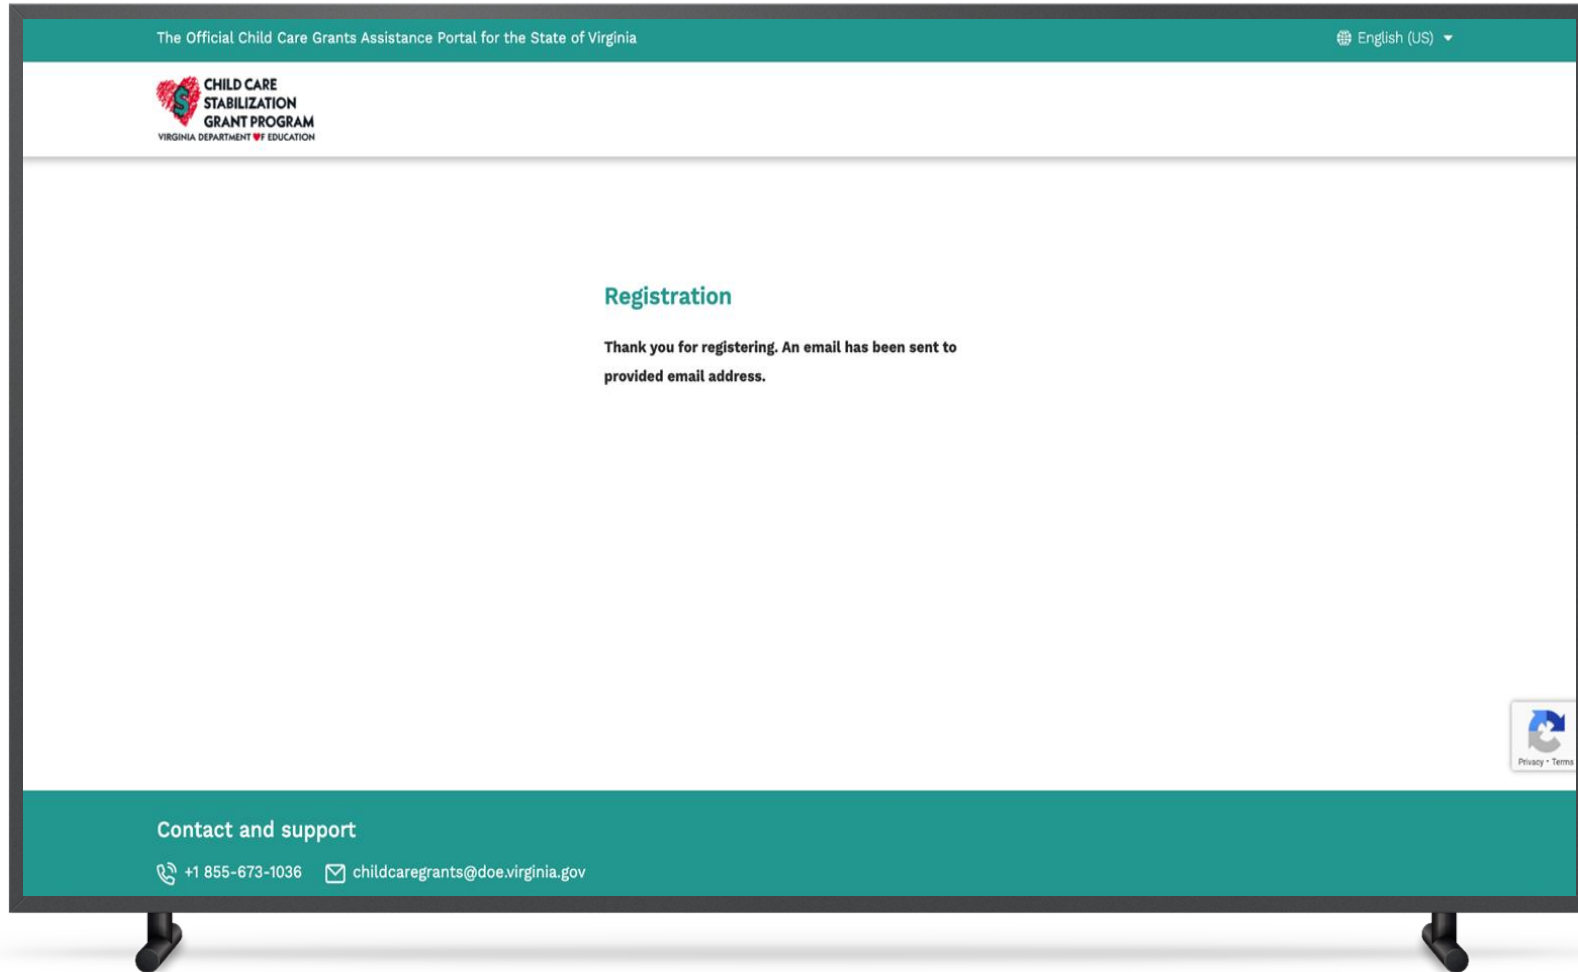 The Official Child Care Grants Assistance Portal for the State of Virginia
English (US)
CHILD CARE
STABILIZATION
GRANT PROGRAM
VIRGINIA DEPARTMENT OF EDUCATION
Registration
Thank you for registering. An email has been sent to
provided email address.
Privacy - Terms
Contact and support
+1 855-673-1036
childcaregrants@doe.virginia.gov